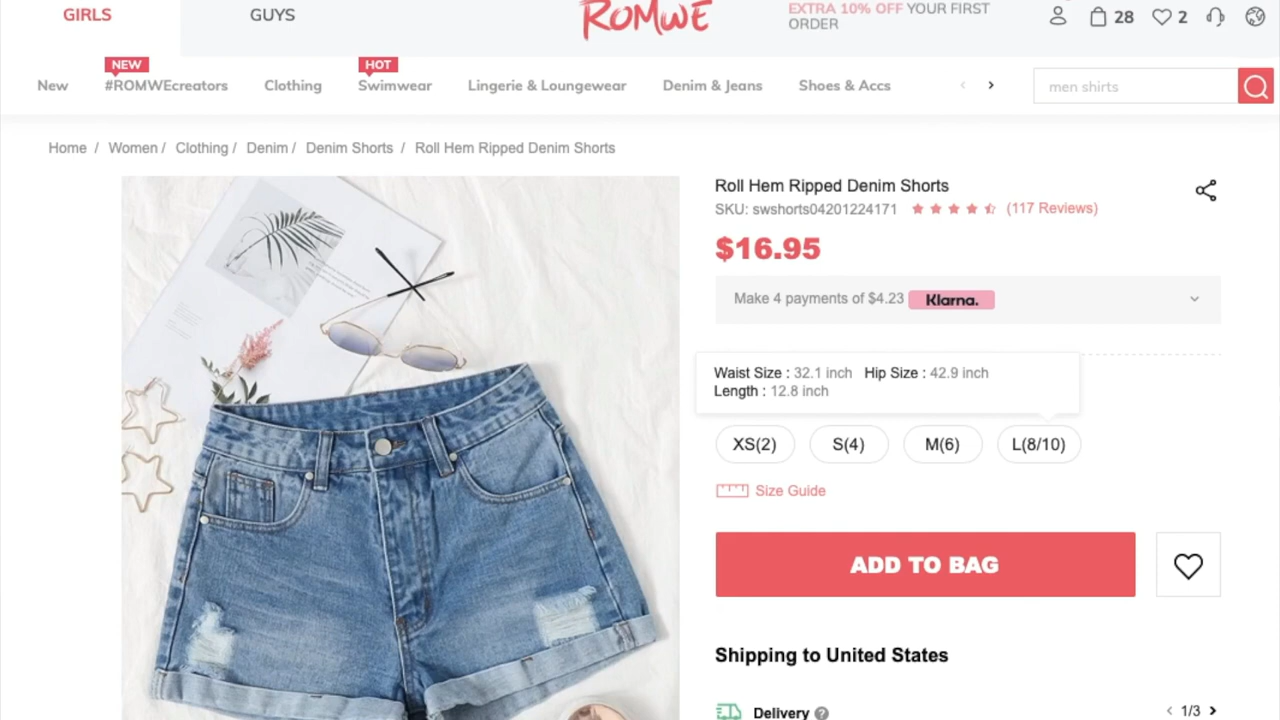 GIRLS
GUYS
ROMWE
EXTRA 10% OFF YOUR FIRST
ORDER
28
2
NEW
HOT
New
#ROMWEcreators
Clothing
Swimwear
Lingerie & Loungewear
Denim & Jeans
Shoes & Accs
men shirts
Home / Women / Clothing / Denim / Denim Shorts / Roll Hem Ripped Denim Shorts
Roll Hem Ripped Denim Shorts
SKU: swshorts04201224171
(117 Reviews)
$16.95
Make 4 payments of $4.23 Klarna.
Waist Size : 32.1 inch Hip Size : 42.9 inch
Length : 12.8 inch
XS(2)
S(4)
M(6)
L(8/10)
Size Guide
ADD TO BAG
Shipping to United States
Delivery ?
1/3